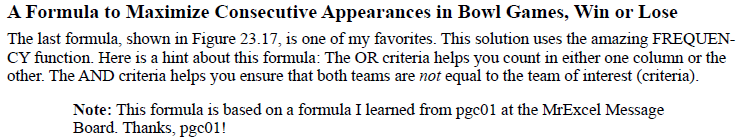 A Formula to Maximize Consecutive Appearances in Bowl Games, Win or Lose
The last formula, shown in Figure 23.17, is one of my favorites. This solution uses the amazing FREQUEN-
CY function. Here is a hint about this formula: The OR criteria helps you count in either one column or the
other. The AND criteria helps you ensure that both teams are not equal to the team of interest (criteria).
Note: This formula is based on a formula I learned from pgc01 at the MrExcel Message
Board. Thanks, pgc01!